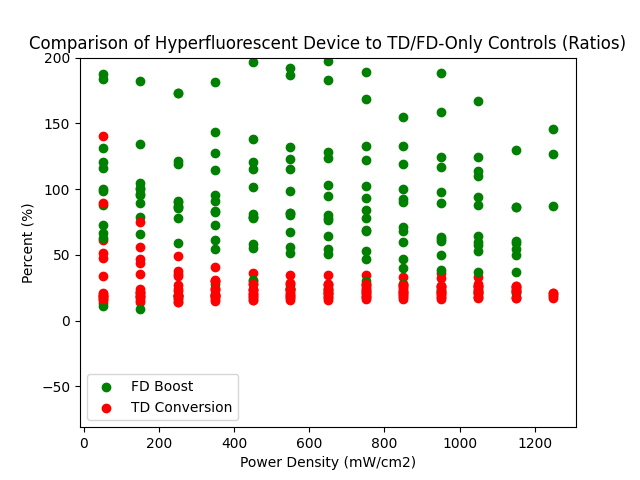 Comparison of Hyperfluorescent Device to TD/FD-Only Controls (Ratios)
200
150
100
50
0
−50
Percent (%)
FD Boost
TD Conversion
0 200 400 600 800 1000 1200
Power Density (mW/cm2)